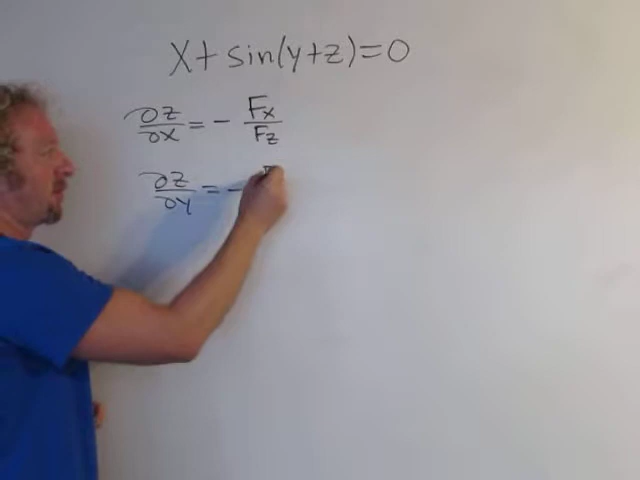 X + sin(y+z) = 0
∂z/∂x = - Fx/Fz
∂z/∂y = -